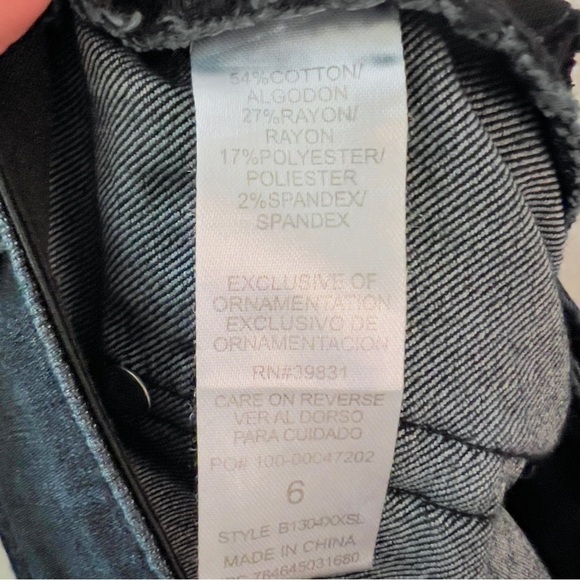 54%COTTON/
ALGODON
27%RAYON/
RAYON
17%POLYESTER/
POLIESTER
2%SPANDEX/
SPANDEX
EXCLUSIVE OF
ORNAMENTATION
EXCLUSIVO DE
ORNAMENTACION
RN#39831
CARE ON REVERSE
VER AL DORSO
PARA CUIDADO
PO# 100-00047202
6
STYLE B1304XXSL
MADE IN CHINA
764645031680